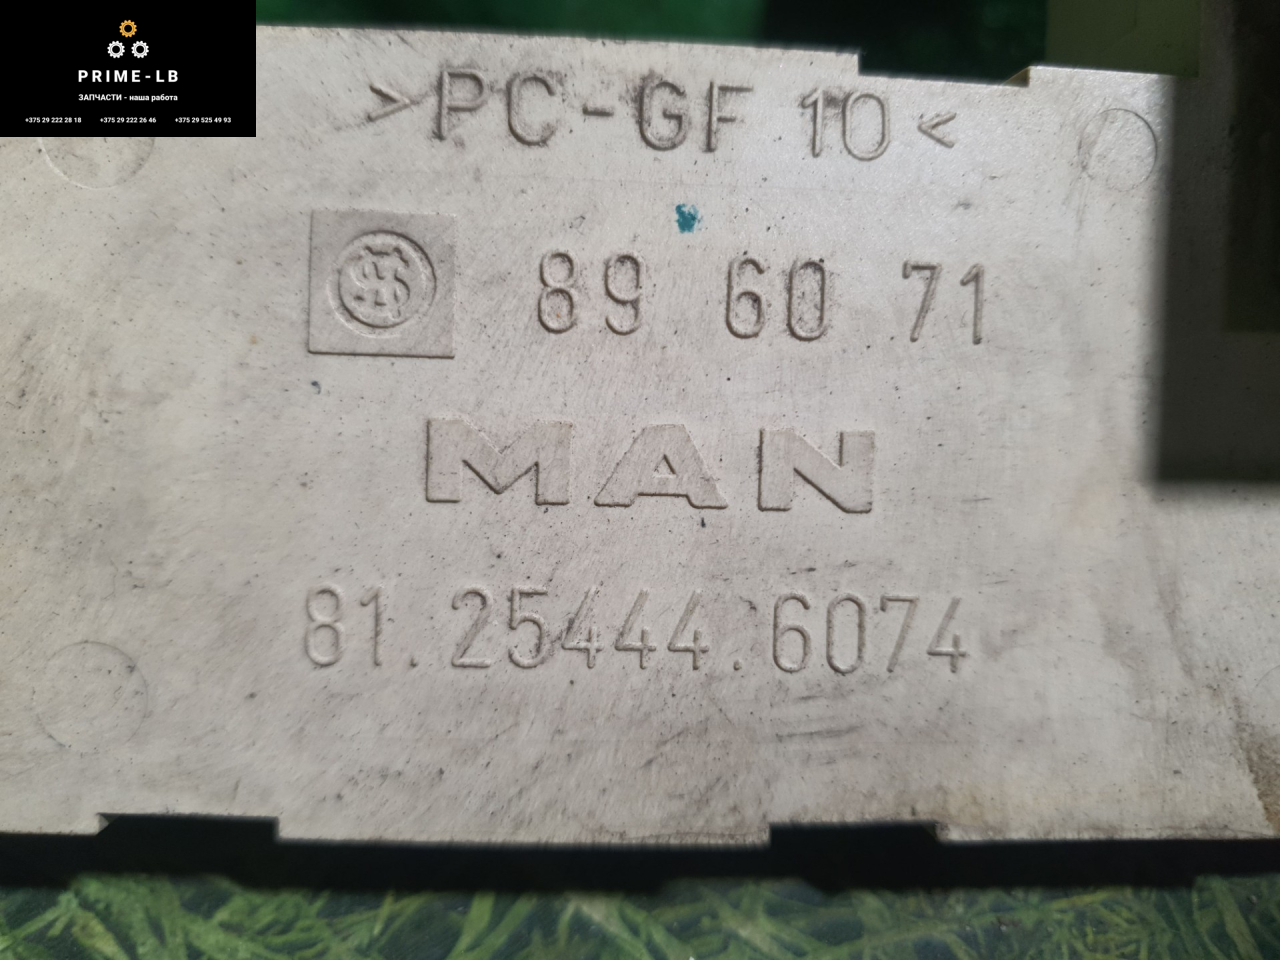 PRIME-LB
ЗАПЧАСТИ - наша работа
+375 29 222 28 18 +375 29 222 26 46 +375 29 525 49 93
>PC-GF 10<
89 60 71
MAN
81.25444.6074